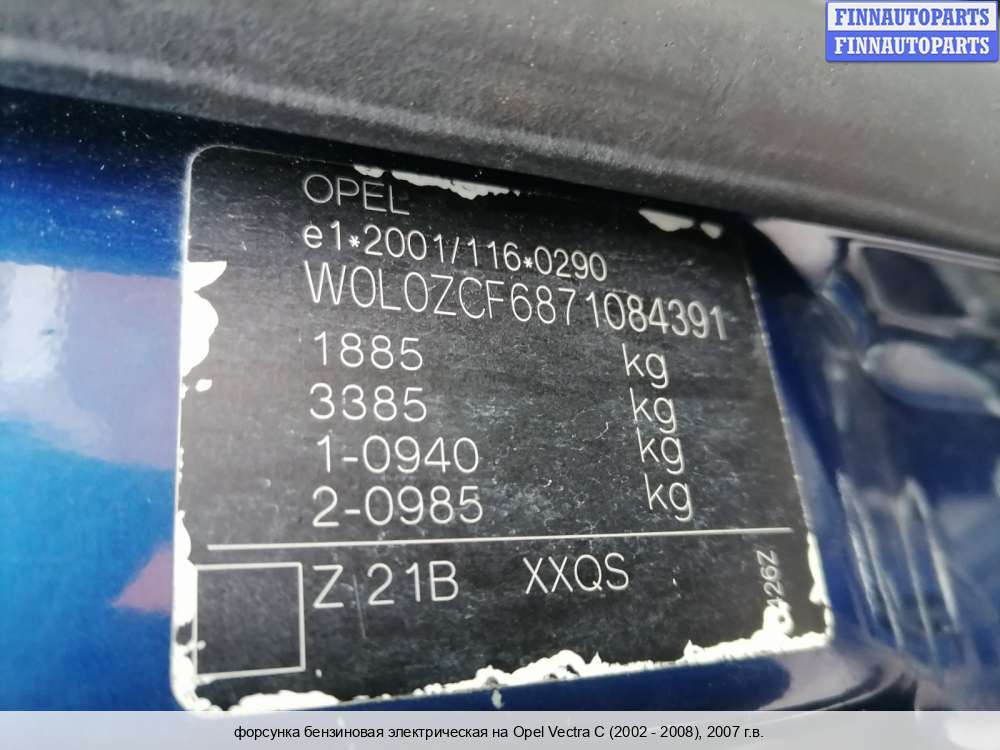 FINNAUTOPARTS
FINNAUTOPARTS
OPEL
e1*2001/116*0290
W0L0ZCF6871084391
1885 kg
3385 kg
1-0940 kg
2-0985 kg
Z 21B XXQS
426Z
форсунка бензиновая электрическая на Opel Vectra C (2002 - 2008), 2007 г.в.